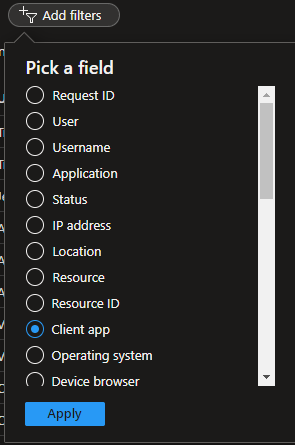 Add filters
Pick a field
Request ID
User
Username
Application
Status
IP address
Location
Resource
Resource ID
Client app
Operating system
Device browser
Apply